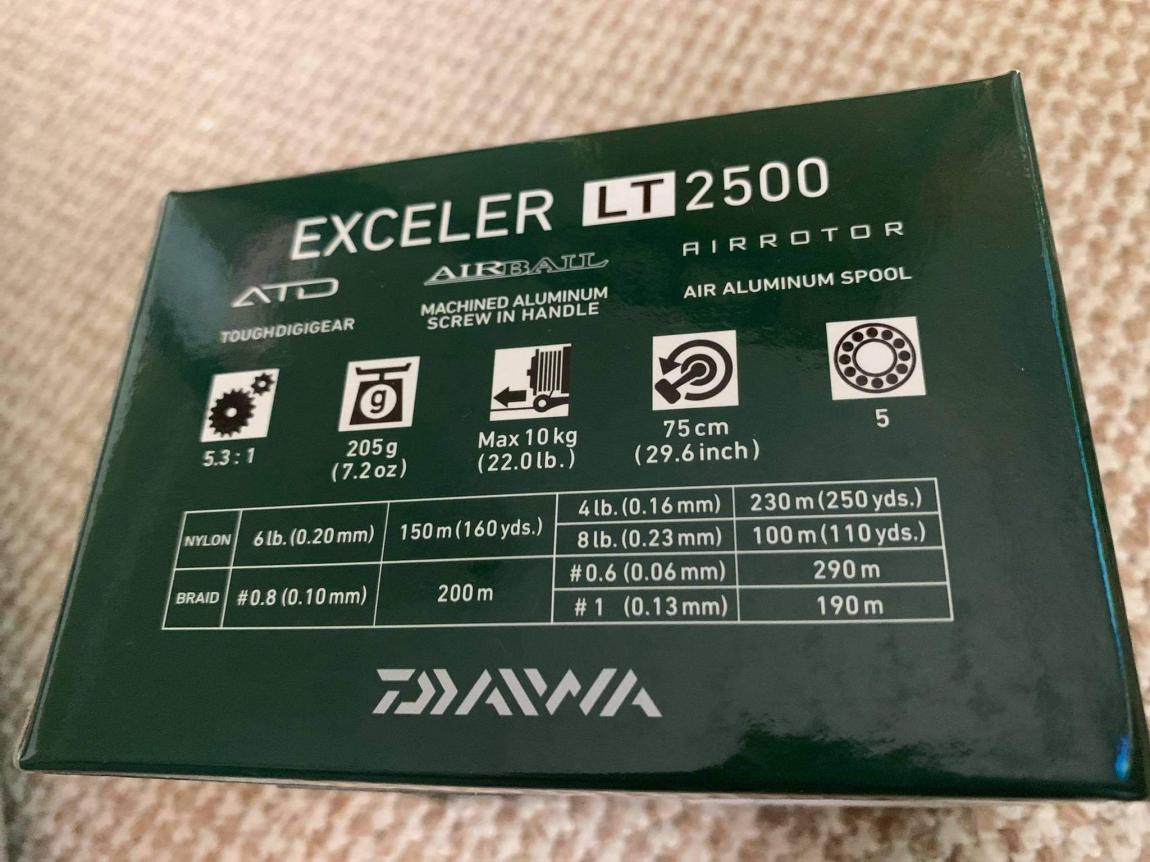 EXCELER LT 2500
ATD AIRBAIL AIRROTOR
TOUGHDIGIGEAR MACHINED ALUMINUM AIR ALUMINUM SPOOL
SCREW IN HANDLE
g
5.3 : 1 205g Max 10kg 75cm 5
(7.2oz) (22.0lb.) (29.6inch)
NYLON 6lb.(0.20mm) 150m(160yds.) 4lb.(0.16mm) 230m(250yds.)
8lb.(0.23mm) 100m(110yds.)
BRAID #0.8(0.10mm) 200m #0.6(0.06mm) 290m
#1 (0.13mm) 190m
DAIWA